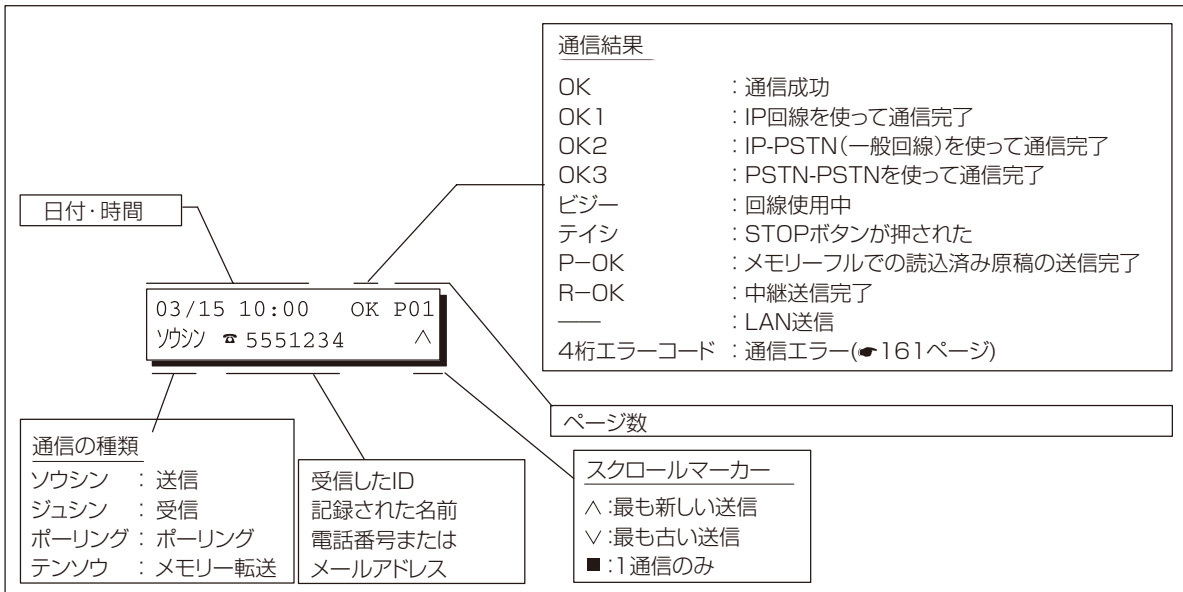 通信結果
OK ：通信成功
OK1 ：IP回線を使って通信完了
OK2 ：IP-PSTN（一般回線）を使って通信完了
OK3 ：PSTN-PSTNを使って通信完了
ビジー ：回線使用中
テイシ ：STOPボタンが押された
P−OK ：メモリーフルでの読込済み原稿の送信完了
R−OK ：中継送信完了
—— ：LAN送信
4桁エラーコード ：通信エラー(☛161ページ)
日付・時間
03/15 10:00 OK P01
ソウシン ☎ 5551234 ∧
ページ数
通信の種類
ソウシン ：送信
ジュシン ：受信
ポーリング ：ポーリング
テンソウ ：メモリー転送
受信したID
記録された名前
電話番号または
メールアドレス
スクロールマーカー
∧:最も新しい送信
∨:最も古い送信
■:1通信のみ